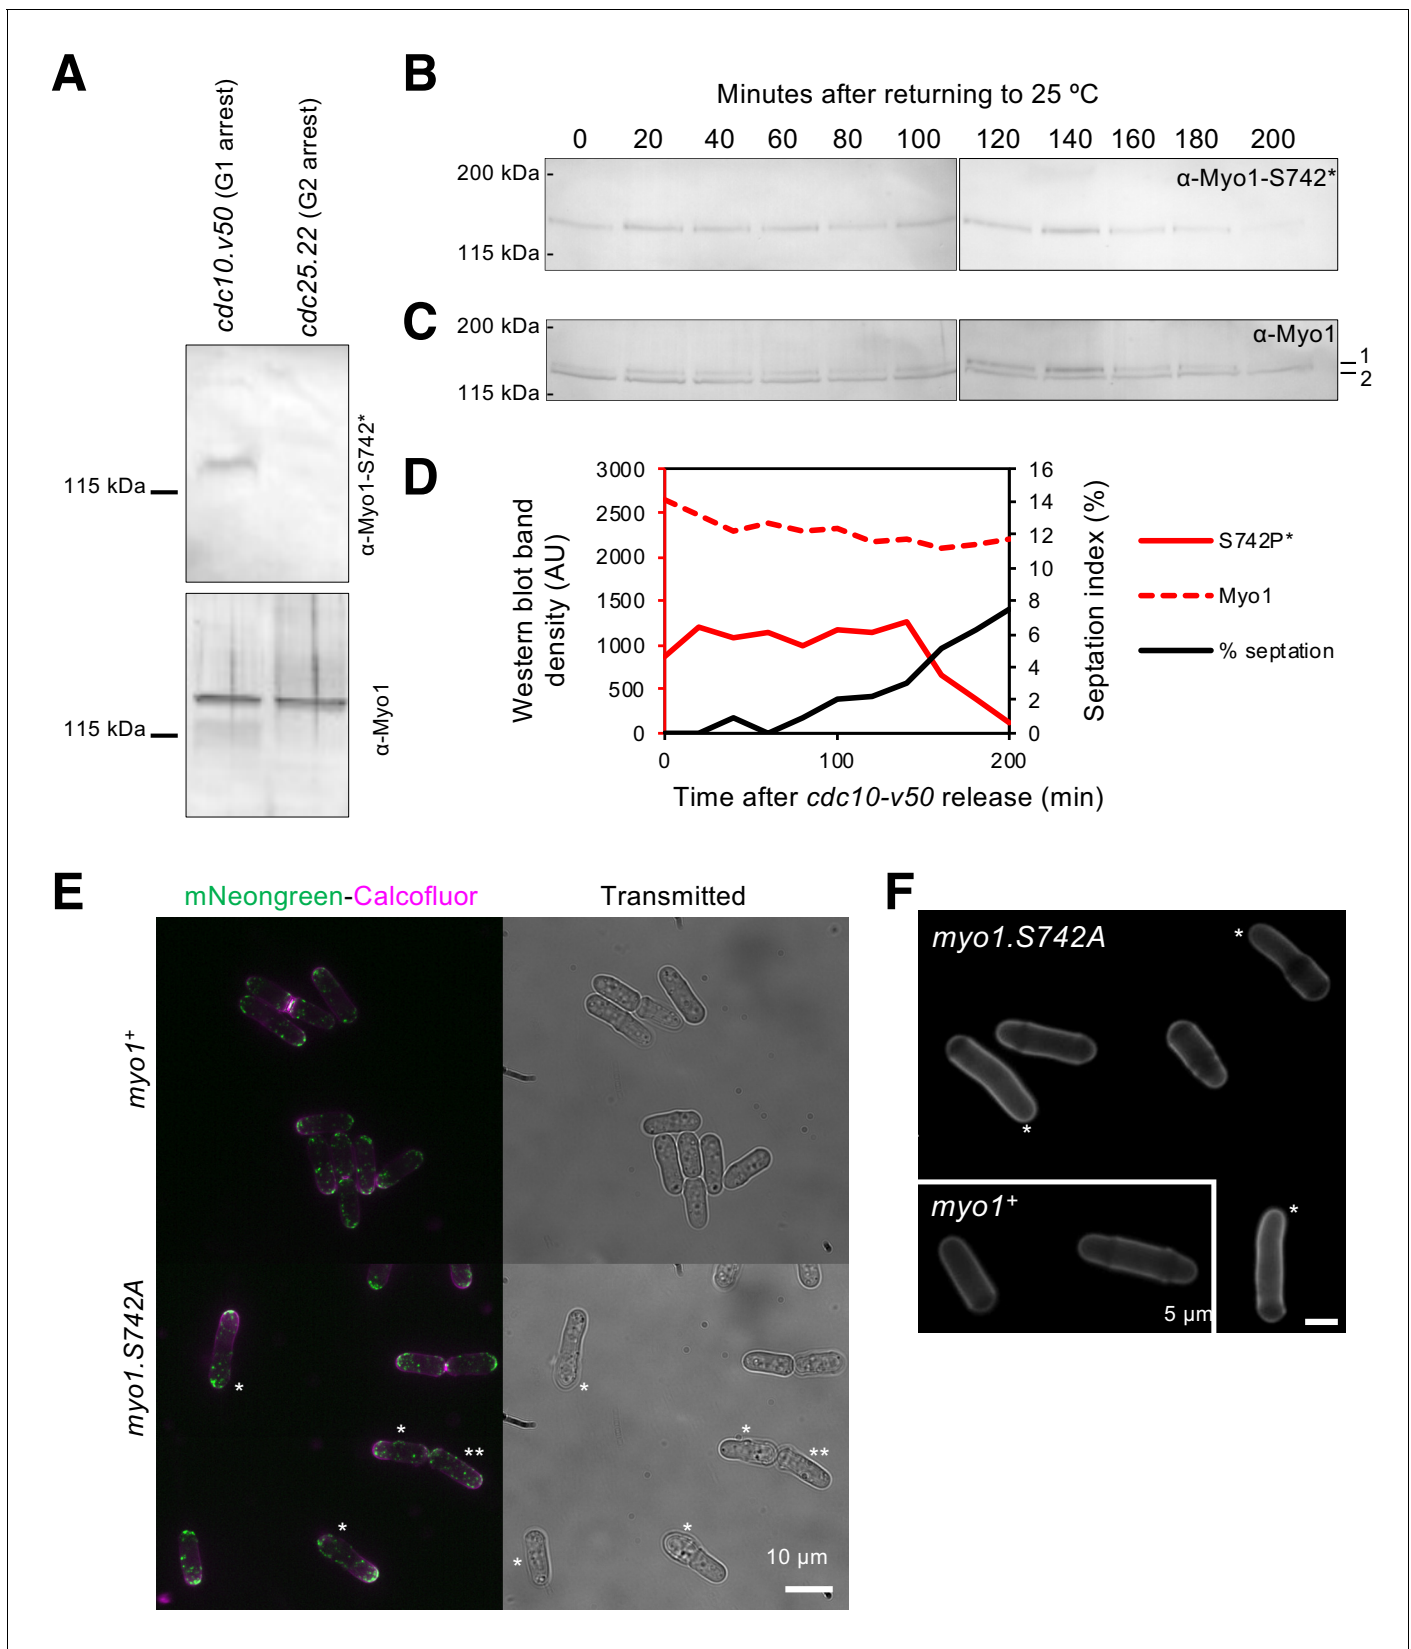 A
cdc10.v50 (G1 arrest)
cdc25.22 (G2 arrest)
115 kDa
α-Myo1-S742*
115 kDa
α-Myo1
B
Minutes after returning to 25 ºC
0 20 40 60 80 100 120 140 160 180 200
200 kDa
α-Myo1-S742*
115 kDa
C
200 kDa
α-Myo1
1
2
115 kDa
D
Western blot band density (AU)
3000
2500
2000
1500
1000
500
0
16
14
12
10
8
6
4
2
0
Septation index (%)
0 100 200
Time after cdc10-v50 release (min)
S742P*
Myo1
% septation
E
mNeongreen-Calcofluor
Transmitted
myo1+
myo1.S742A
*
*
**
*
*
*
**
*
*
10 µm
F
myo1.S742A
*
*
*
myo1+
5 µm